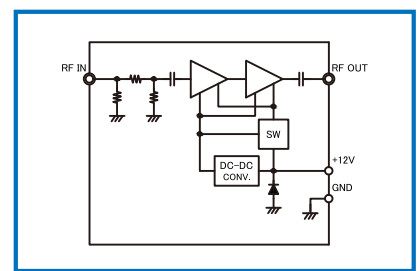 RF IN
RF OUT
SW
+12V
DC-DC
CONV.
GND